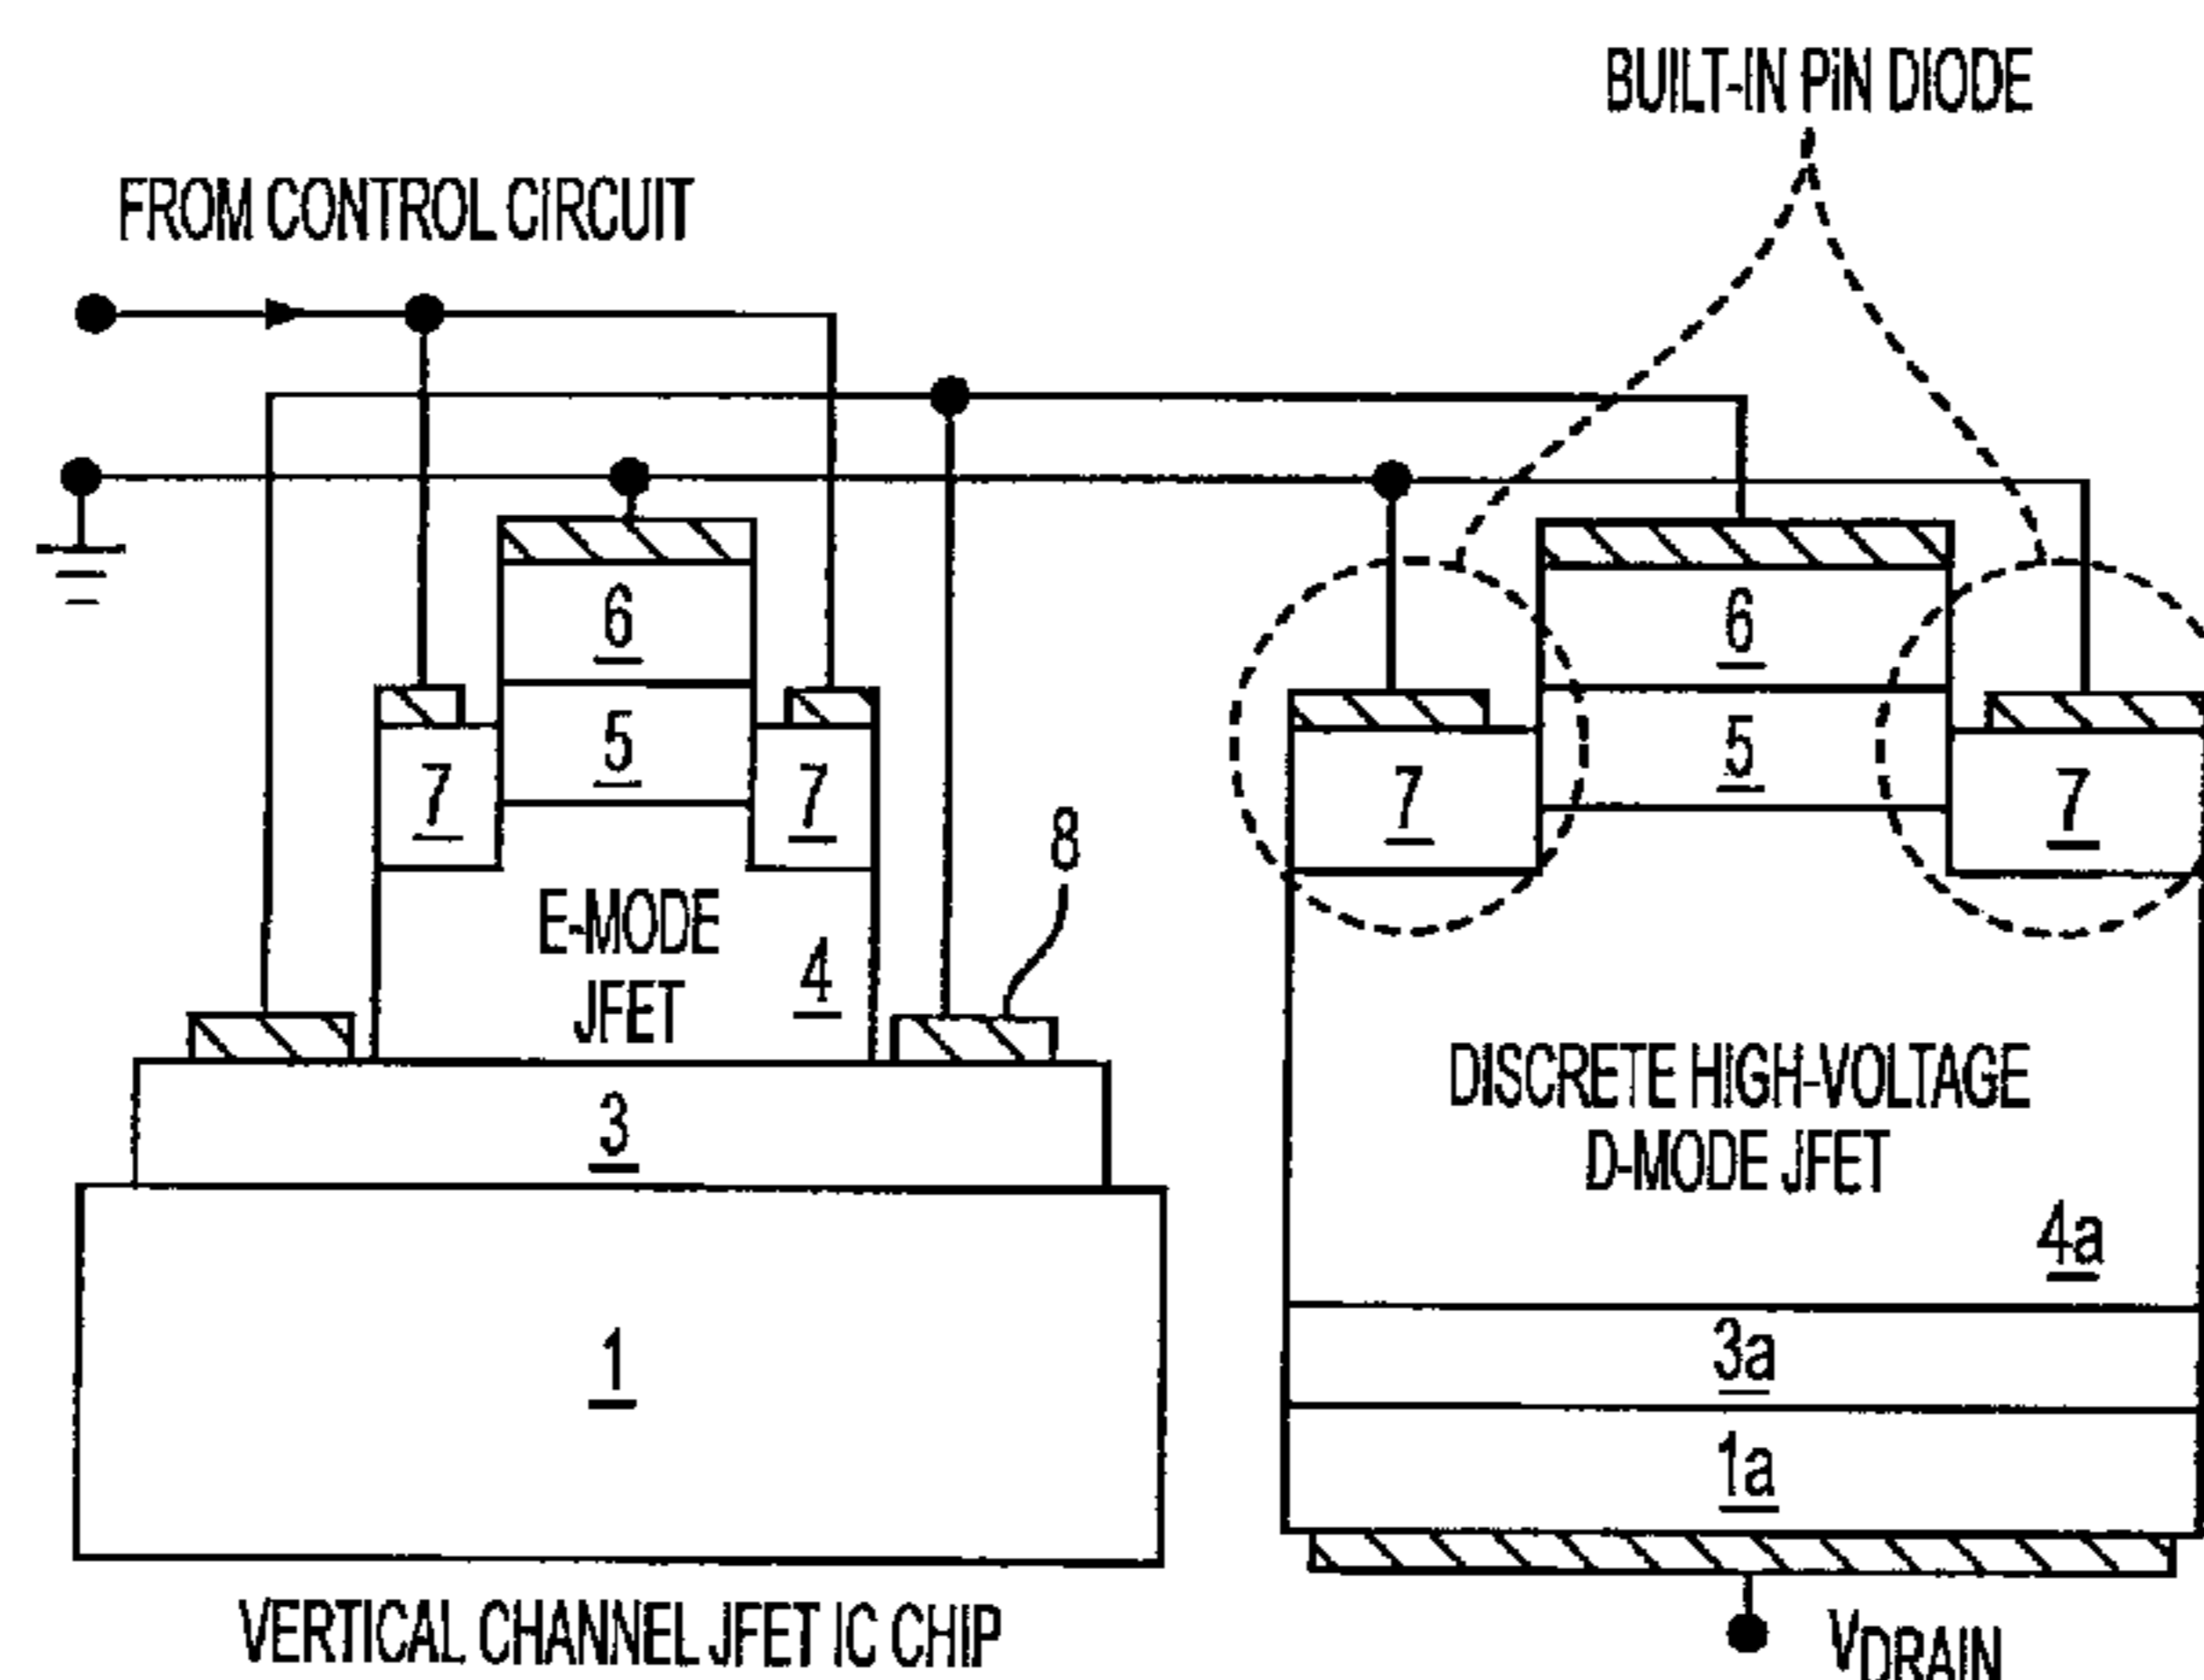 BUILT-IN PiN DIODE
FROM CONTROL CIRCUIT
6
5
7
7
8
E-MODE
JFET
4
3
1
VERTICAL CHANNEL JFET IC CHIP
6
5
7
7
DISCRETE HIGH-VOLTAGE
D-MODE JFET
4a
3a
1a
VDRAIN